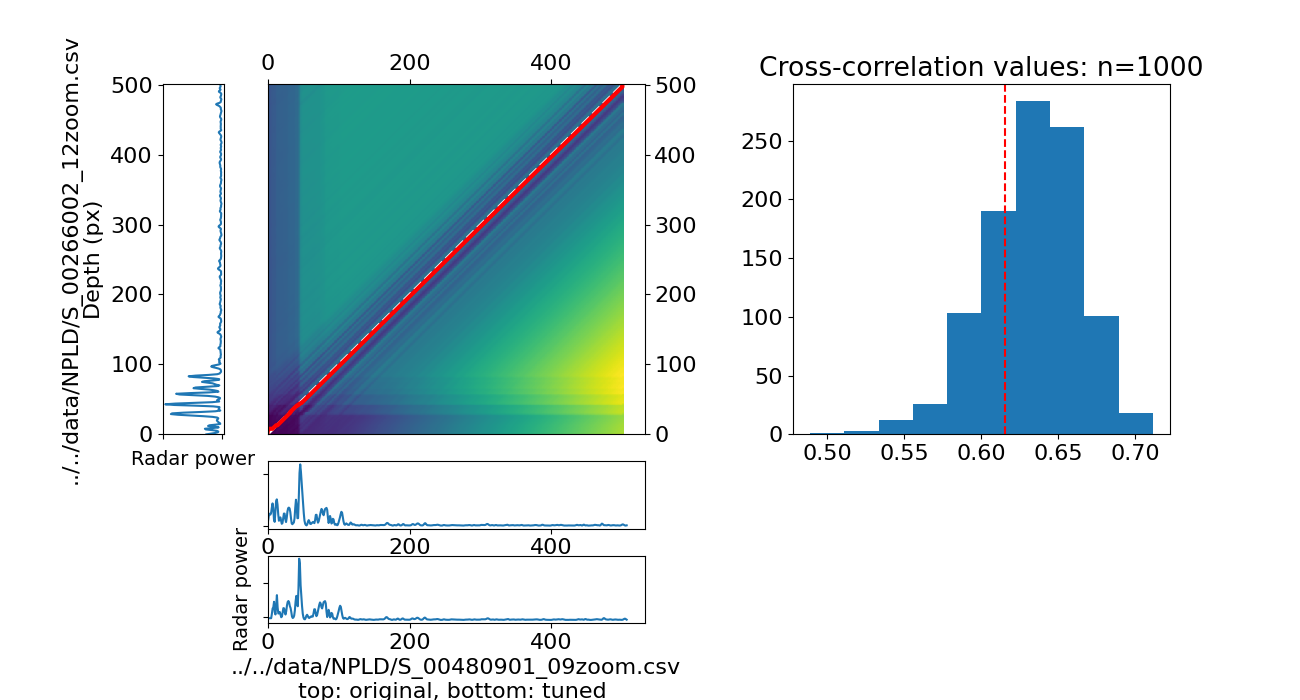 ../../data/NPLD/S_00266002_12zoom.csv
Depth (px)
0 200 400
500
400
300
200
100
0
Radar power
500
400
300
200
100
0
0 200 400
Radar power
0 200 400
../../data/NPLD/S_00480901_09zoom.csv
top: original, bottom: tuned
Cross-correlation values: n=1000
250
200
150
100
50
0
0.50 0.55 0.60 0.65 0.70